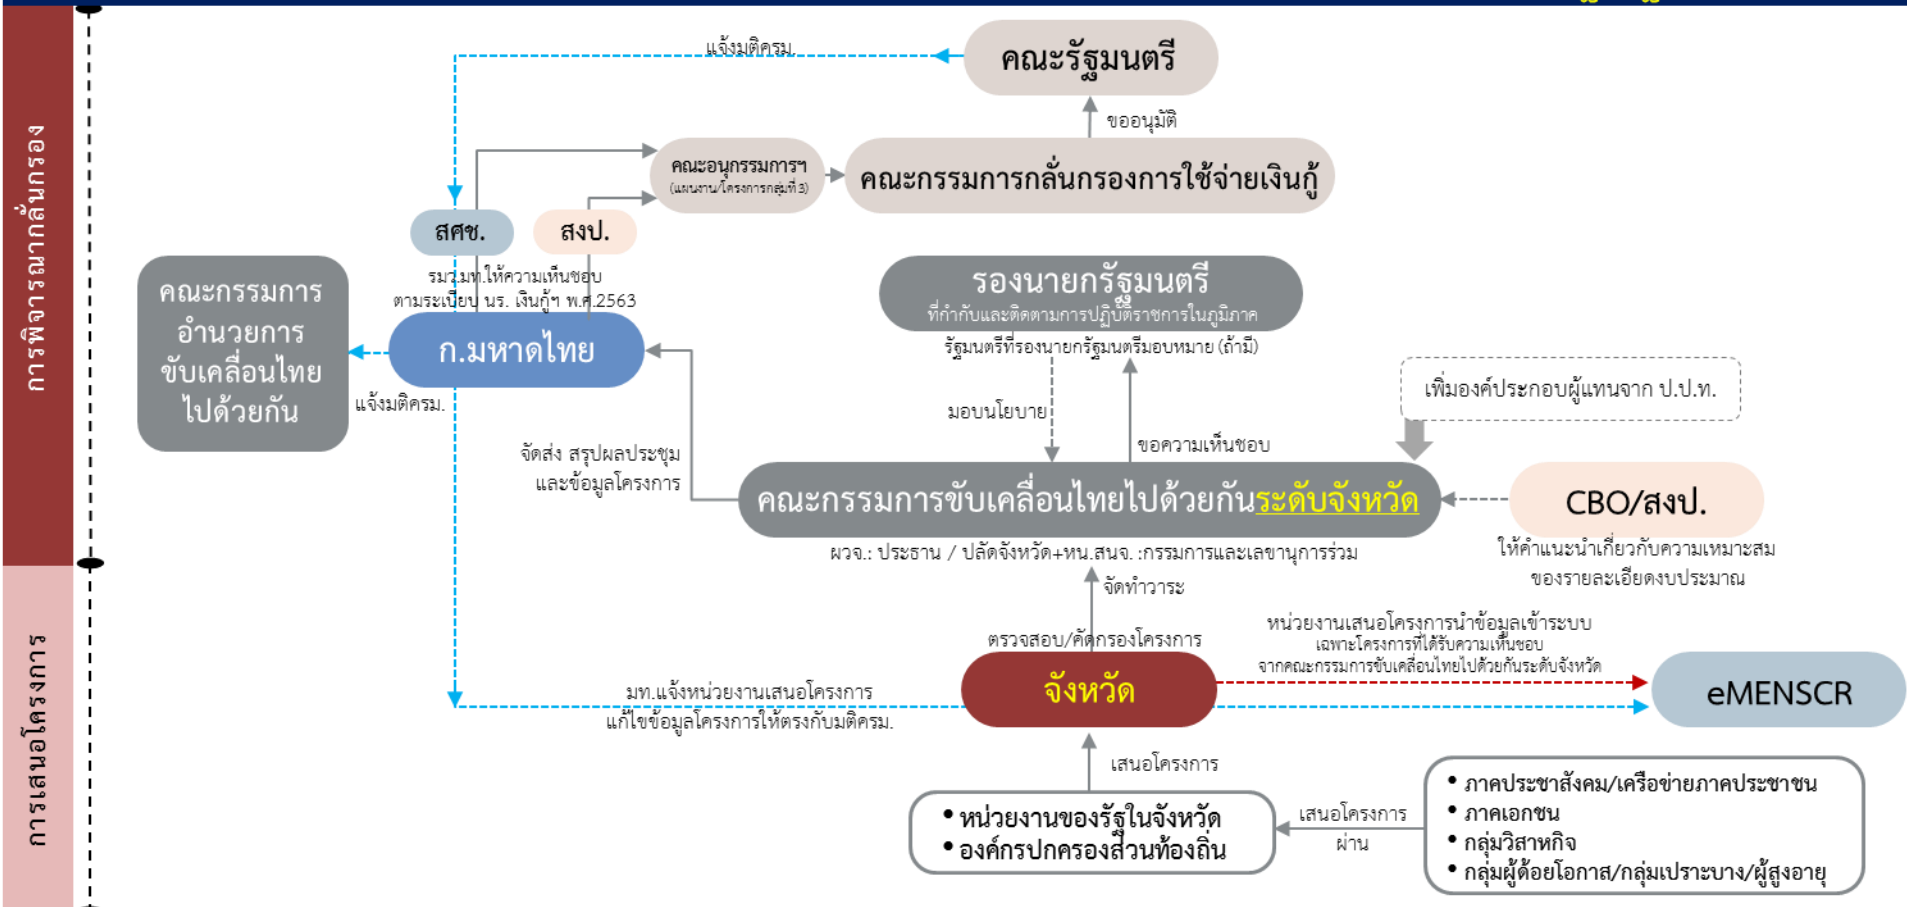 การพิจารณากลั่นกรอง
การเสนอโครงการ
แจ้งมติครม.
คณะรัฐมนตรี
ขออนุมัติ
คณะอนุกรรมการฯ
(แผนงาน/โครงการกลุ่มที่ 3)
คณะกรรมการกลั่นกรองการใช้จ่ายเงินกู้
สศช.
สงป.
รมว.มท.ให้ความเห็นชอบ
ตามระเบียบ นร. เงินกู้ฯ พ.ศ.2563
คณะกรรมการ
อำนวยการ
ขับเคลื่อนไทย
ไปด้วยกัน
ก.มหาดไทย
แจ้งมติครม.
รองนายกรัฐมนตรี
ที่กำกับและติดตามการปฏิบัติราชการในภูมิภาค
รัฐมนตรีที่รองนายกรัฐมนตรีมอบหมาย (ถ้ามี)
มอบนโยบาย
ขอความเห็นชอบ
เพิ่มองค์ประกอบผู้แทนจาก ป.ป.ท.
จัดส่ง สรุปผลประชุม
และข้อมูลโครงการ
คณะกรรมการขับเคลื่อนไทยไปด้วยกันระดับจังหวัด
ผวจ.: ประธาน / ปลัดจังหวัด+หน.สนจ. :กรรมการและเลขานุการร่วม
CBO/สงป.
ให้คำแนะนำเกี่ยวกับความเหมาะสม
ของรายละเอียดงบประมาณ
จัดทำวาระ
ตรวจสอบ/คัดกรองโครงการ
จังหวัด
หน่วยงานเสนอโครงการนำข้อมูลเข้าระบบ
เฉพาะโครงการที่ได้รับความเห็นชอบ
จากคณะกรรมการขับเคลื่อนไทยไปด้วยกันระดับจังหวัด
eMENSCR
มท.แจ้งหน่วยงานเสนอโครงการ
แก้ไขข้อมูลโครงการให้ตรงกับมติครม.
เสนอโครงการ
• หน่วยงานของรัฐในจังหวัด
• องค์กรปกครองส่วนท้องถิ่น
เสนอโครงการ
ผ่าน
• ภาคประชาสังคม/เครือข่ายภาคประชาชน
• ภาคเอกชน
• กลุ่มวิสาหกิจ
• กลุ่มผู้ด้อยโอกาส/กลุ่มเปราะบาง/ผู้สูงอายุ